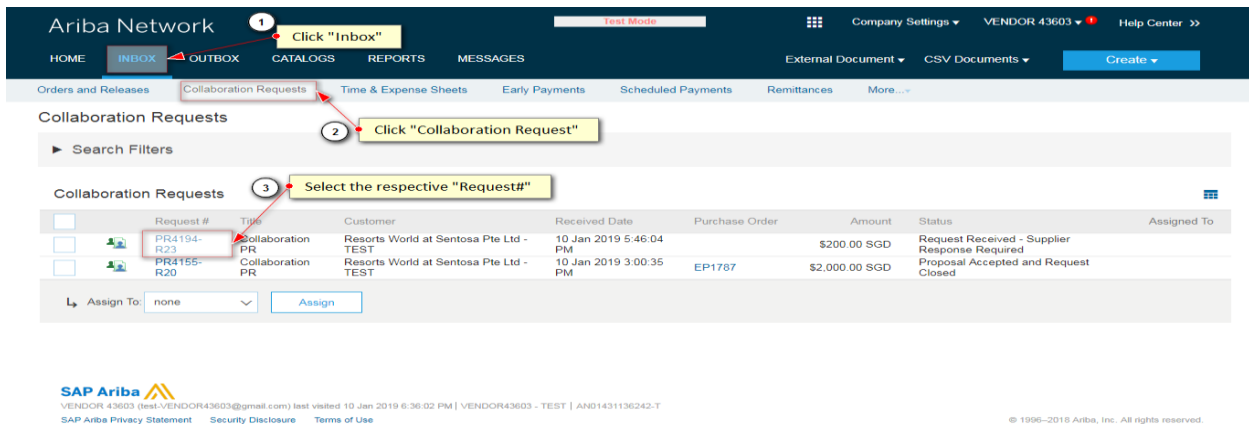 Ariba Network
Test Mode
Company Settings
VENDOR 43603
Help Center >>
1
Click "Inbox"
HOME INBOX OUTBOX CATALOGS REPORTS MESSAGES
External Document CSV Documents Create
Orders and Releases Collaboration Requests Time & Expense Sheets Early Payments Scheduled Payments Remittances More...
Collaboration Requests
2
Click "Collaboration Request"
Search Filters
Collaboration Requests
3
Select the respective "Request#"
Request # Title Customer Received Date Purchase Order Amount Status Assigned To
PR4194-
R23
Collaboration
PR
Resorts World at Sentosa Pte Ltd -
TEST
10 Jan 2019 5:46:04
PM
$200.00 SGD
Request Received - Supplier
Response Required
PR4155-
R20
Collaboration
PR
Resorts World at Sentosa Pte Ltd -
TEST
10 Jan 2019 3:00:35
PM
EP1787
$2,000.00 SGD
Proposal Accepted and Request
Closed
Assign To: none Assign
SAP Ariba
VENDOR 43603 (test-VENDOR43603@gmail.com) last visited 10 Jan 2019 6:36:02 PM | VENDOR43603 - TEST | AN01431136242-T
SAP Ariba Privacy Statement Security Disclosure Terms of Use
© 1996–2018 Ariba, Inc. All rights reserved.